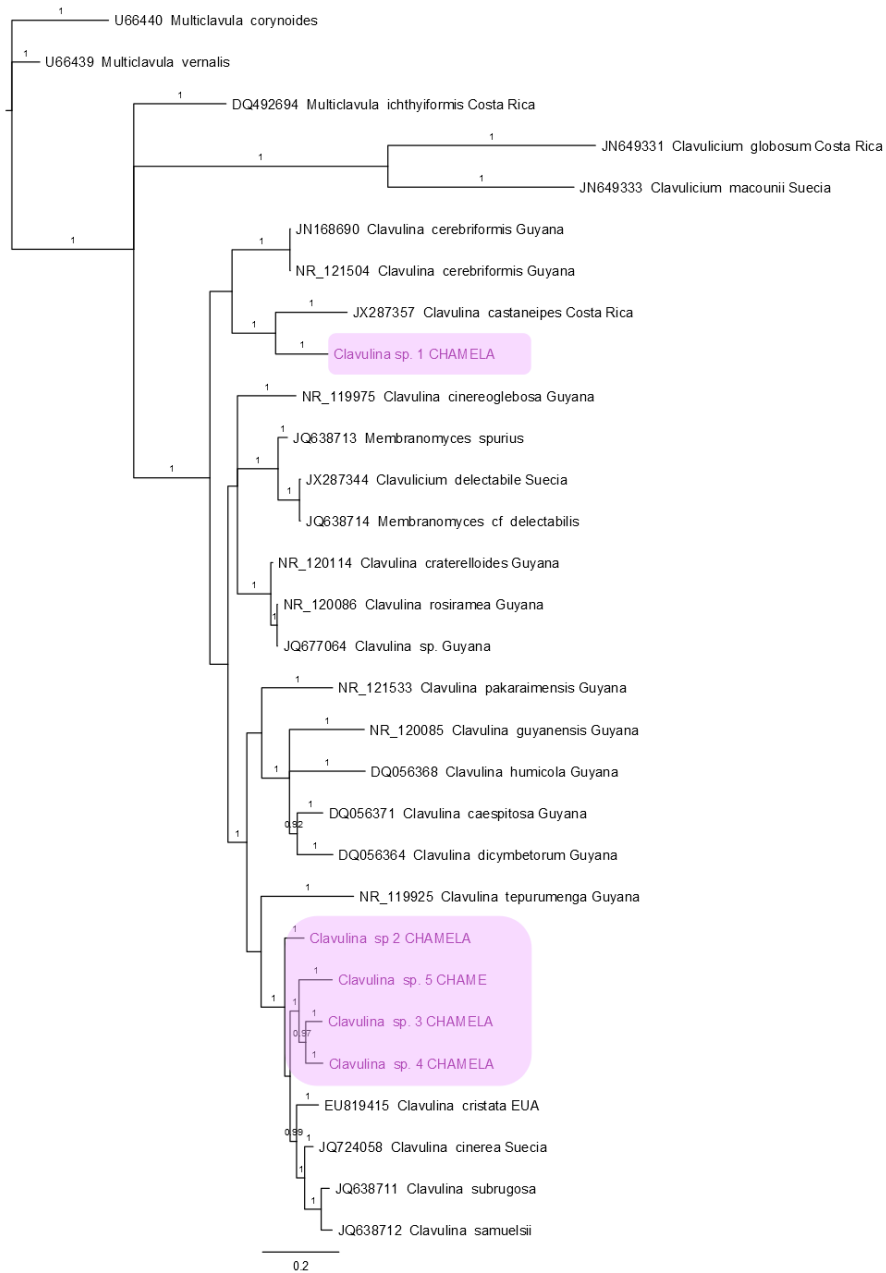 1
U66440 Multiclavula corynoides
1
U66439 Multiclavula vernalis
1
DQ492694 Multiclavula ichthyiformis Costa Rica
1
JN649331 Clavulicium globosum Costa Rica
1
1
JN649333 Clavulicium macounii Suecia
JN168690 Clavulina cerebriformis Guyana
1
1
NR_121504 Clavulina cerebriformis Guyana
1
JX287357 Clavulina castaneipes Costa Rica
1
1
Clavulina sp. 1 CHAMELA
1
NR_119975 Clavulina cinereoglebosa Guyana
1
JQ638713 Membranomyces spurius
1
1
JX287344 Clavulicium delectabile Suecia
1
JQ638714 Membranomyces cf delectabilis
NR_120114 Clavulina craterelloides Guyana
1
NR_120086 Clavulina rosiramea Guyana
1
JQ677064 Clavulina sp. Guyana
1
NR_121533 Clavulina pakaraimensis Guyana
1
NR_120085 Clavulina guyanensis Guyana
1
1
DQ056368 Clavulina humicola Guyana
1
DQ056371 Clavulina caespitosa Guyana
0.92
1
1
DQ056364 Clavulina dicymbetorum Guyana
1
NR_119925 Clavulina tepurumenga Guyana
1
Clavulina sp 2 CHAMELA
1
Clavulina sp. 5 CHAME
1
1
1
Clavulina sp. 3 CHAMELA
0.97
1
Clavulina sp. 4 CHAMELA
EU819415 Clavulina cristata EUA
0.99
1
JQ724058 Clavulina cinerea Suecia
1
JQ638711 Clavulina subrugosa
1
JQ638712 Clavulina samuelsii
0.2